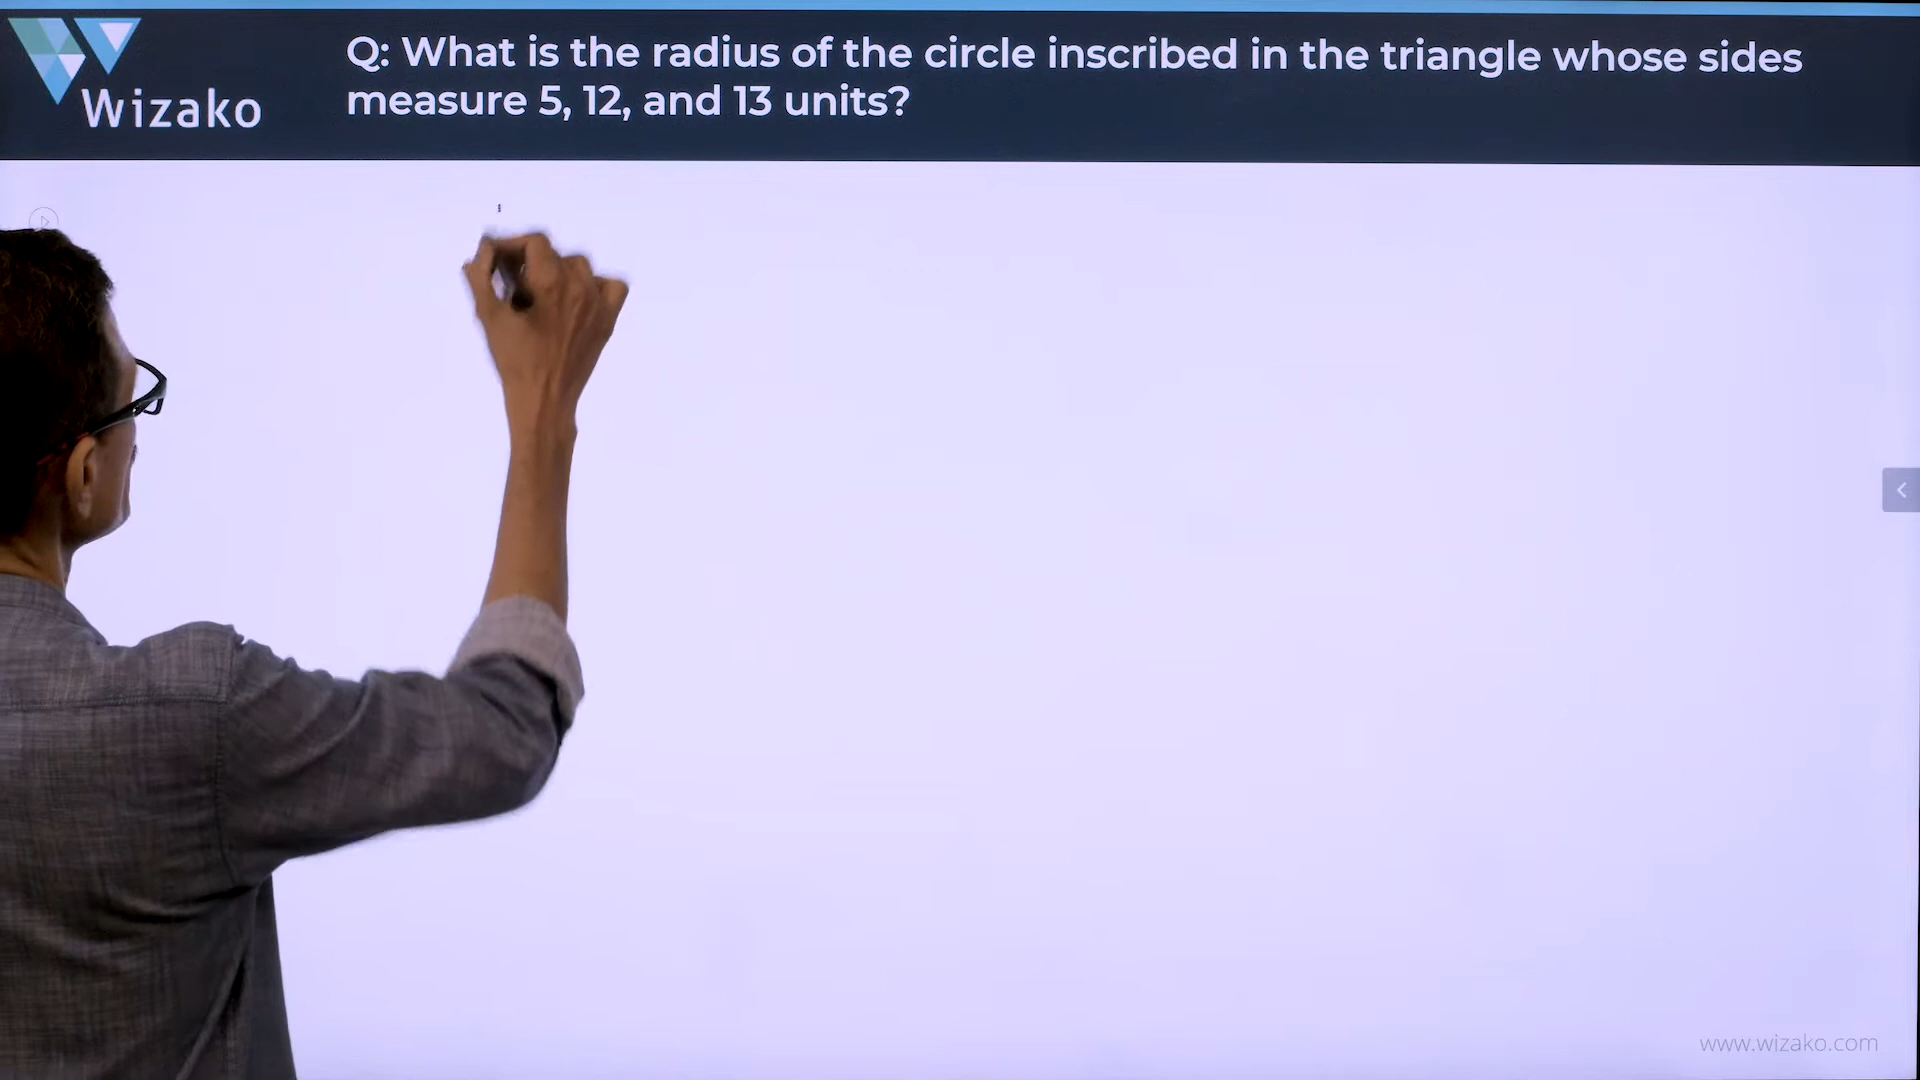 Wizako
Q: What is the radius of the circle inscribed in the triangle whose sides
measure 5, 12, and 13 units?
www.wizako.com